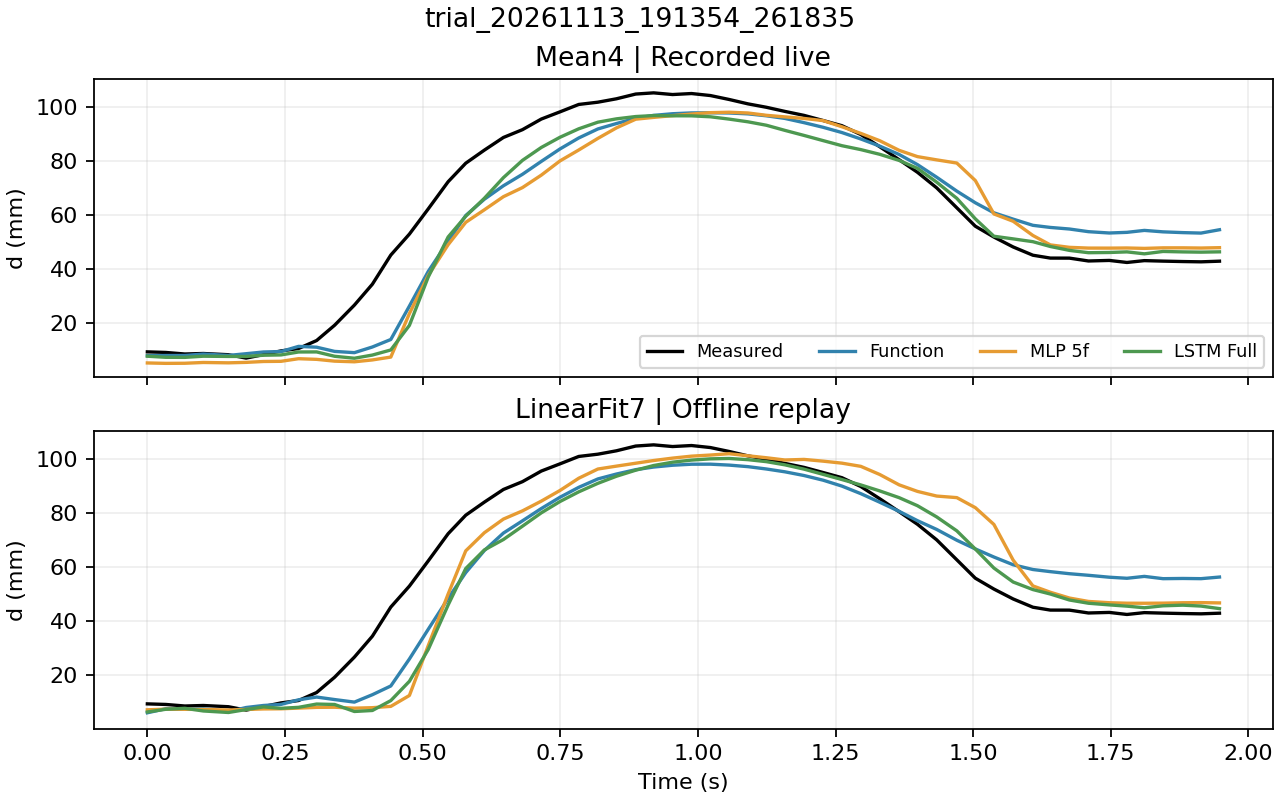 trial_20261113_191354_261835
Mean4 | Recorded live
d (mm)
100
80
60
40
20
Measured Function MLP 5f LSTM Full
LinearFit7 | Offline replay
d (mm)
100
80
60
40
20
0.00 0.25 0.50 0.75 1.00 1.25 1.50 1.75 2.00
Time (s)